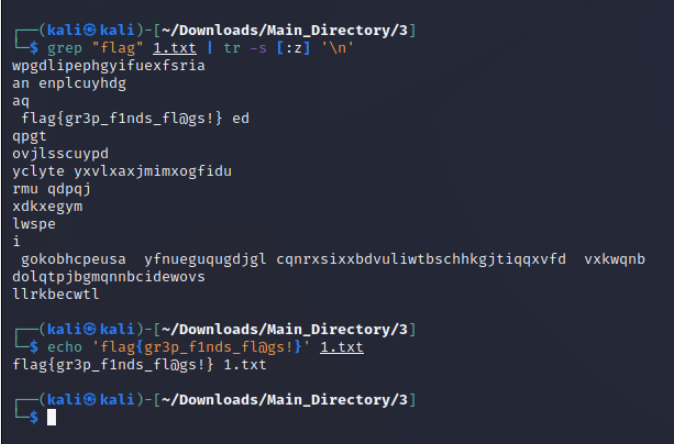 ┌──(kali㉿kali)-[~/Downloads/Main_Directory/3]
└─$ grep "flag" 1.txt | tr -s [:z] '\n'
wpgdlipephgyifuexfsria
an enplcuyhdg
aq
 flag{gr3p_f1nds_fl@gs!} ed
qpgt
ovjlsscuypd
yclyte yxvlxaxjmimxogfidu
rmu qdpqj
xdkxegym
lwspe
i
 gokobhcpeusa  yfnueguqugdjgl cqnrxsixxbdvuliwtbschhkgjtiqqxvfd  vxkwqnb
dolqtpjbgmqnnbcidewovs
llrkbecwtl
┌──(kali㉿kali)-[~/Downloads/Main_Directory/3]
└─$ echo 'flag{gr3p_f1nds_fl@gs!}' 1.txt
flag{gr3p_f1nds_fl@gs!} 1.txt
┌──(kali㉿kali)-[~/Downloads/Main_Directory/3]
└─$